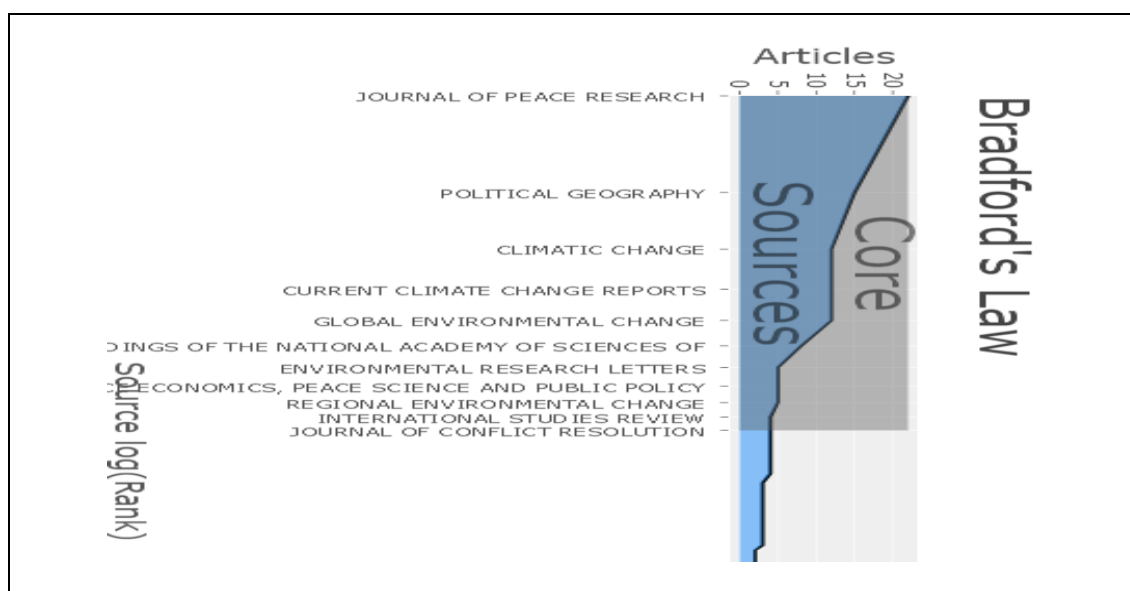 Bradford's Law
Articles
0 5 10 15 20
JOURNAL OF PEACE RESEARCH
POLITICAL GEOGRAPHY
CLIMATIC CHANGE
CURRENT CLIMATE CHANGE REPORTS
GLOBAL ENVIRONMENTAL CHANGE
DINGS OF THE NATIONAL ACADEMY OF SCIENCES OF
ENVIRONMENTAL RESEARCH LETTERS
ECONOMICS, PEACE SCIENCE AND PUBLIC POLICY
REGIONAL ENVIRONMENTAL CHANGE
INTERNATIONAL STUDIES REVIEW
JOURNAL OF CONFLICT RESOLUTION
Core
Sources
Source log(Rank)